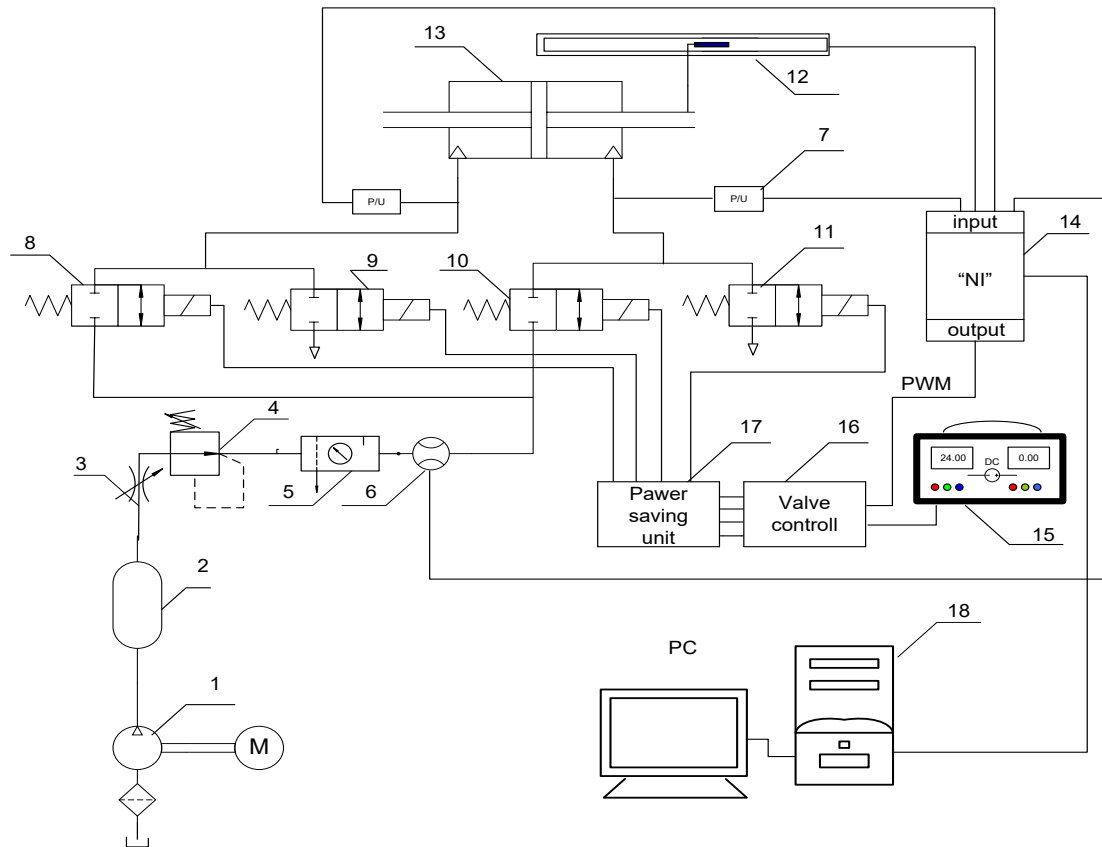 13
12
7
P/U
P/U
input
14
8
9
10
11
“NI”
output
PWM
4
3
17
16
24.00
DC
0.00
5
6
Pawer
saving
unit
Valve
controll
15
2
18
PC
1
M